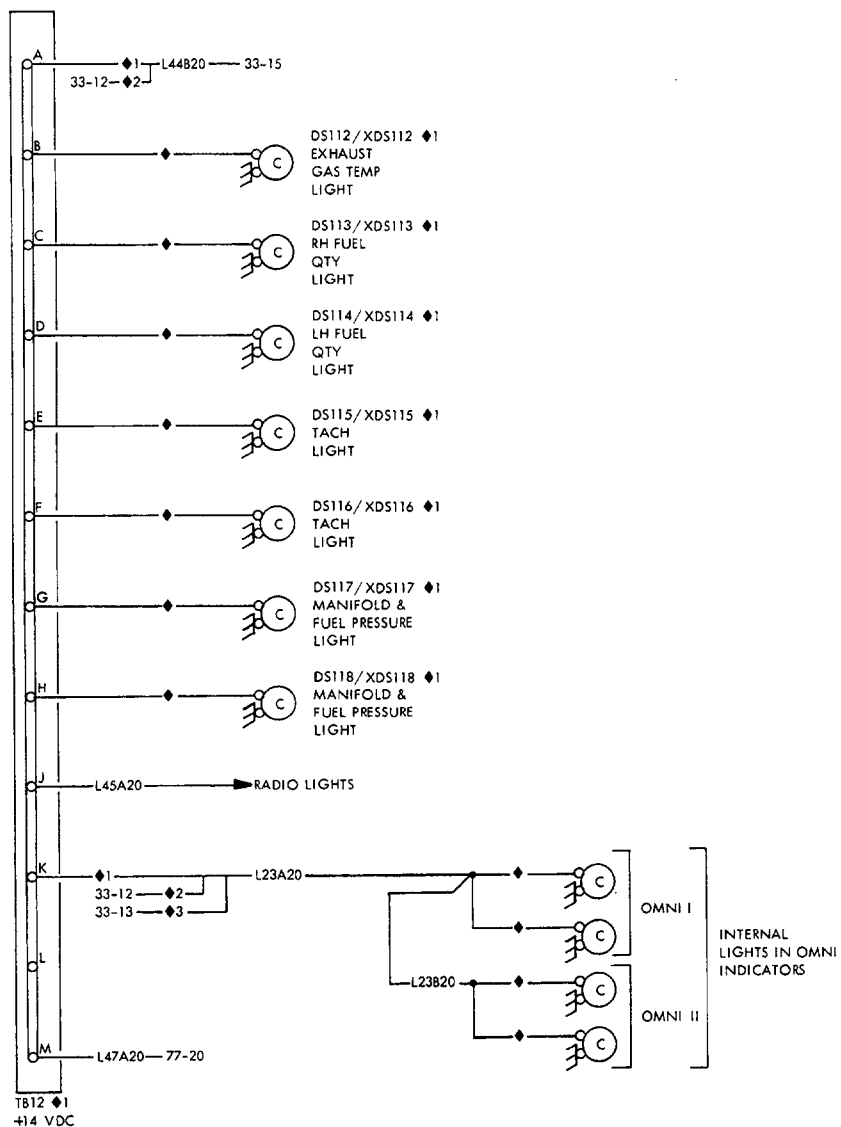 A
◆1 L44B20 33-15
33-12 ◆2
B
DS112/XDS112 ◆1
EXHAUST
GAS TEMP
LIGHT
C
C
DS113/XDS113 ◆1
RH FUEL
QTY
LIGHT
C
D
DS114/XDS114 ◆1
LH FUEL
QTY
LIGHT
C
E
DS115/XDS115 ◆1
TACH
LIGHT
C
F
DS116/XDS116 ◆1
TACH
LIGHT
C
G
DS117/XDS117 ◆1
MANIFOLD &
FUEL PRESSURE
LIGHT
C
H
DS118/XDS118 ◆1
MANIFOLD &
FUEL PRESSURE
LIGHT
C
J
L45A20 RADIO LIGHTS
K
◆1 L23A20
33-12 ◆2
33-13 ◆3
C
C
OMNI I
L
L23B20
C
C
OMNI II
INTERNAL
LIGHTS IN OMNI
INDICATORS
M
L47A20 77-20
TB12 ◆1
+14 VDC